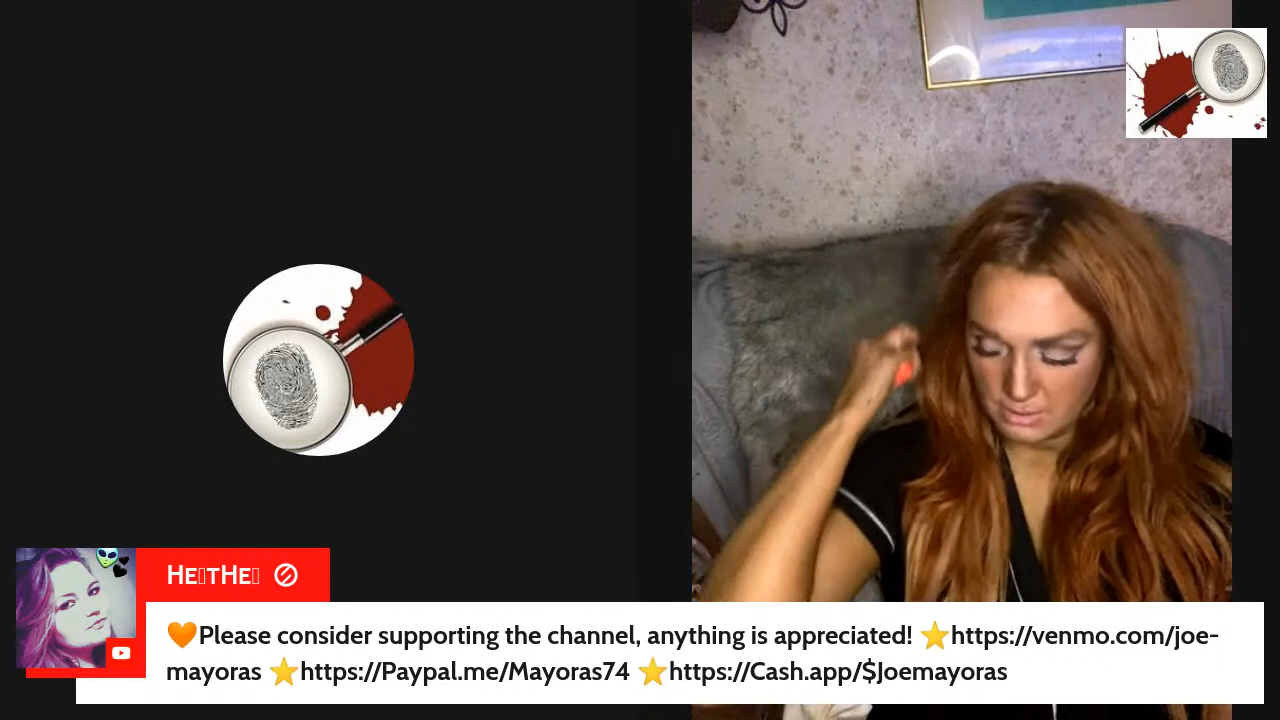 He▯tHe▯
🧡Please consider supporting the channel, anything is appreciated! ⭐https://venmo.com/joe-
mayoras ⭐https://Paypal.me/Mayoras74 ⭐https://Cash.app/$Joemayoras